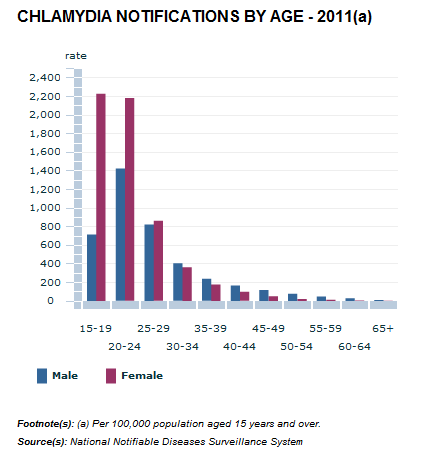 CHLAMYDIA NOTIFICATIONS BY AGE - 2011(a)
rate
2,400
2,200
2,000
1,800
1,600
1,400
1,200
1,000
800
600
400
200
0
15-19 25-29 35-39 45-49 55-59 65+
20-24 30-34 40-44 50-54 60-64
Male Female
Footnote(s): (a) Per 100,000 population aged 15 years and over.
Source(s): National Notifiable Diseases Surveillance System